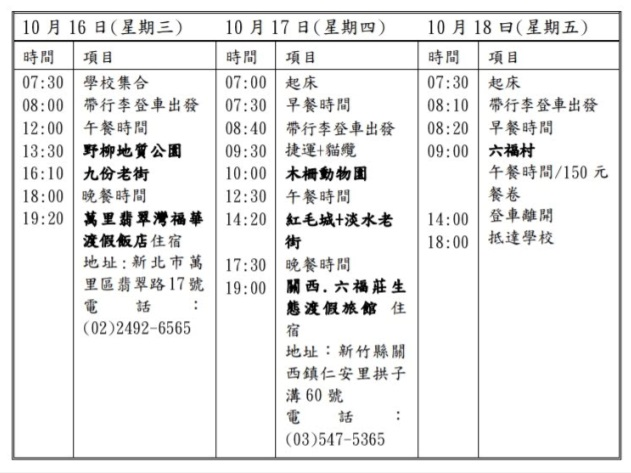 10 月 16 日(星期三)
10 月 17 日(星期四)
10 月 18 日(星期五)
時間 項目
07:30 學校集合
08:00 帶行李登車出發
12:00 午餐時間
13:30 野柳地質公園
16:10 九份老街
18:00 晚餐時間
19:20 萬里翡翠灣福華
渡假飯店住宿
地址:新北市萬
里區翡翠路17號
電話:
(02)2492-6565
時間 項目
07:00 起床
07:30 早餐時間
08:40 帶行李登車出發
09:30 捷運+貓纜
10:00 木柵動物園
12:30 午餐時間
14:20 紅毛城+淡水老
街
17:30 晚餐時間
19:00 關西.六福莊生
態渡假旅館 住
宿
地址:新竹縣關
西鎮仁安里拱子
溝 60 號
電話:
(03)547-5365
時間 項目
07:30 起床
08:10 帶行李登車出發
08:20 早餐時間
09:00 六福村
午餐時間/150 元
餐卷
14:00 登車離開
18:00 抵達學校